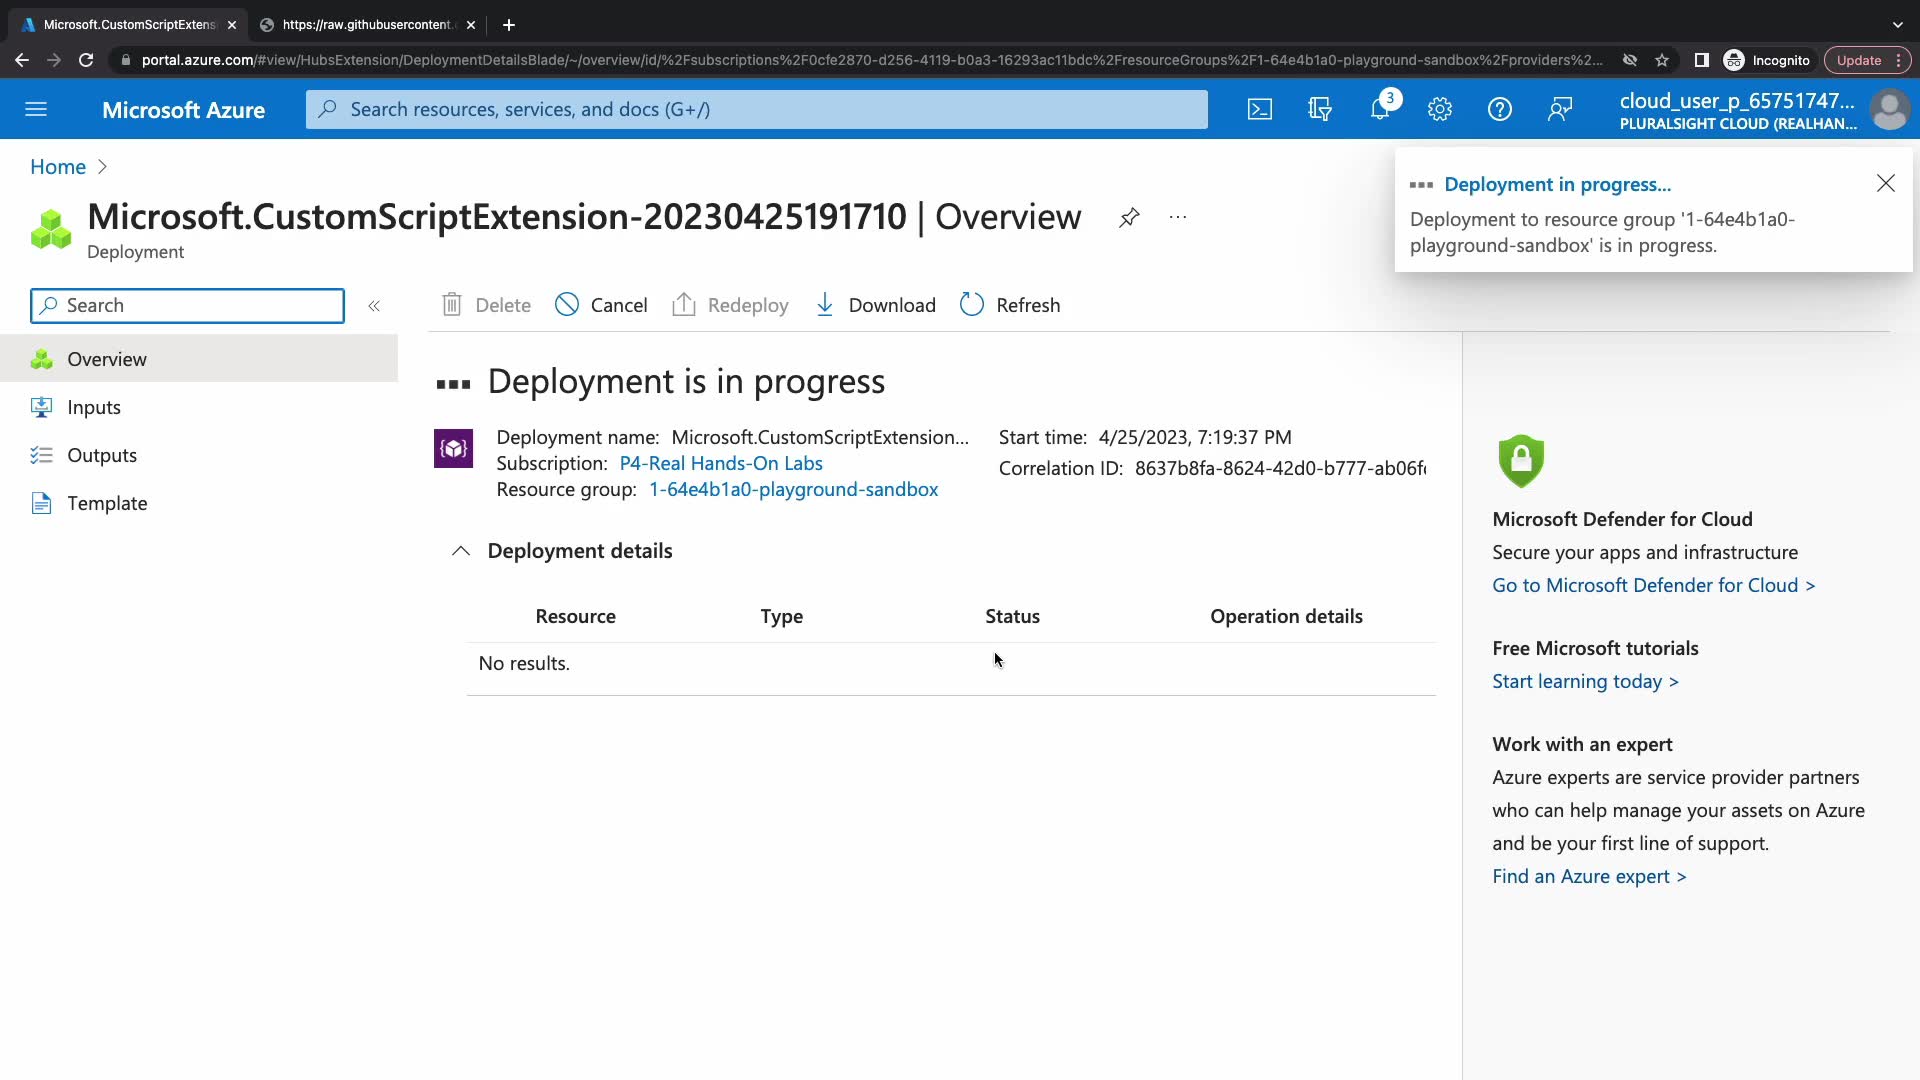 Microsoft.CustomScriptExtens
https://raw.githubusercontent.
portal.azure.com/#view/HubsExtension/DeploymentDetailsBlade/~/overview/id/%2Fsubscriptions%2F0cfe2870-d256-4119-b0a3-16293ac11bdc%2FresourceGroups%2F1-64e4b1a0-playground-sandbox%2Fproviders%2...
Incognito
Update
Microsoft Azure
Search resources, services, and docs (G+/)
3
cloud_user_p_65751747...
PLURALSIGHT CLOUD (REALHAN...
Home
Deployment in progress...
Deployment to resource group '1-64e4b1a0-
playground-sandbox' is in progress.
Microsoft.CustomScriptExtension-20230425191710 | Overview
Deployment
Search
Delete
Cancel
Redeploy
Download
Refresh
Overview
Inputs
Outputs
Template
Deployment is in progress
Deployment name: Microsoft.CustomScriptExtension...
Subscription: P4-Real Hands-On Labs
Resource group: 1-64e4b1a0-playground-sandbox
Start time: 4/25/2023, 7:19:37 PM
Correlation ID: 8637b8fa-8624-42d0-b777-ab06f
Deployment details
Resource Type Status Operation details
No results.
Microsoft Defender for Cloud
Secure your apps and infrastructure
Go to Microsoft Defender for Cloud >
Free Microsoft tutorials
Start learning today >
Work with an expert
Azure experts are service provider partners
who can help manage your assets on Azure
and be your first line of support.
Find an Azure expert >